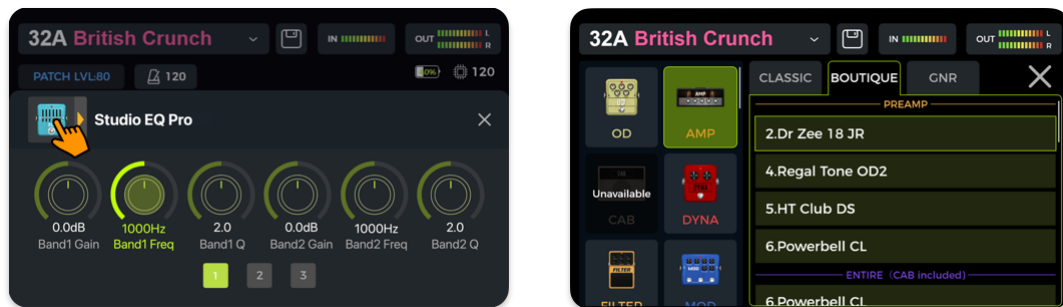 32A British Crunch
IN
OUT
L
R
PATCH LVL:80
120
0%
120
Studio EQ Pro
0.0dB
1000Hz
2.0
0.0dB
1000Hz
2.0
Band1 Gain
Band1 Freq
Band1 Q
Band2 Gain
Band2 Freq
Band2 Q
1
2
3
32A British Crunch
IN
OUT
L
R
OD
AMP
Unavailable
CAB
DYNA
FILTER
FILTER
MOD
MOD
CLASSIC
BOUTIQUE
GNR
PREAMP
2.Dr Zee 18 JR
4.Regal Tone OD2
5.HT Club DS
6.Powerbell CL
ENTIRE (CAB included)
6.Powerbell CL